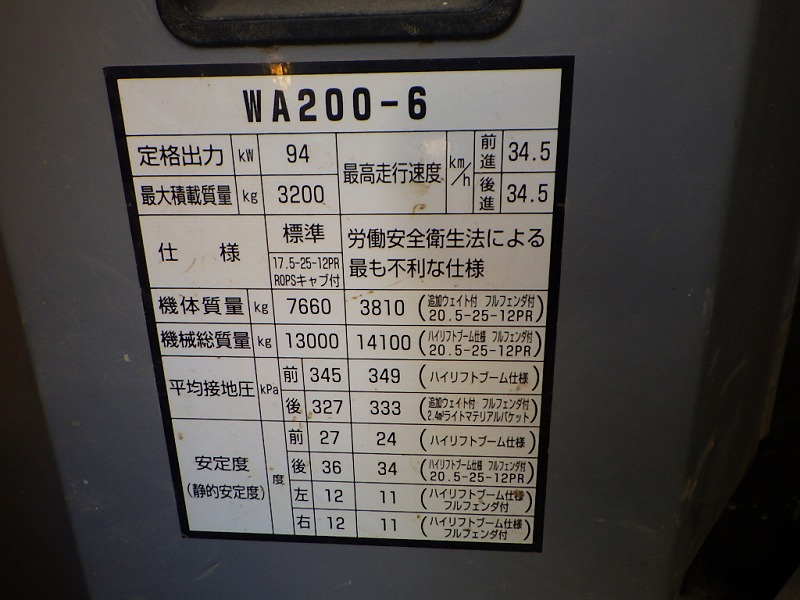 WA200-6
定格出力 kW 94 最高走行速度 km/h 前進 34.5
最大積載質量 kg 3200 後進 34.5
仕 様 標準 17.5-25-12PR ROPSキャブ付 労働安全衛生法による最も不利な仕様
機体質量 kg 7660 3810 (追加ウェイト付 フルフェンダ付 20.5-25-12PR)
機械総質量 kg 13000 14100 (ハイリフトブーム仕様 フルフェンダ付 20.5-25-12PR)
平均接地圧 kPa 前 345 349 (ハイリフトブーム仕様)
後 327 333 (追加ウェイト付 フルフェンダ付 2.4m³ライトマテリアルバケット)
安定度 (静的安定度) 度 前 27 24 (ハイリフトブーム仕様)
後 36 34 (ハイリフトブーム仕様 フルフェンダ付 20.5-25-12PR)
左 12 11 (ハイリフトブーム仕様 フルフェンダ付)
右 12 11 (ハイリフトブーム仕様 フルフェンダ付)